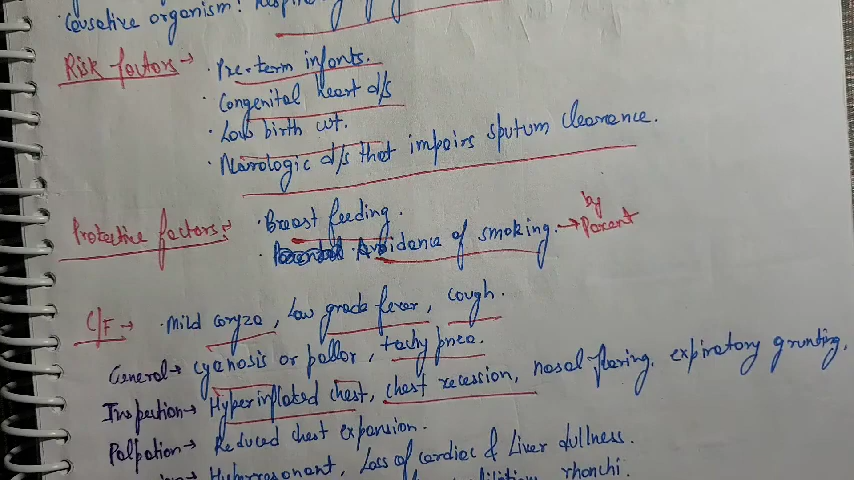 Causative organism: Respi
Risk factors → · Pre-term infants.
· Congenital heart d/s
· Low birth wt.
· Neurologic d/s that impairs sputum clearance.
Protective factors:- · Breast feeding.
· Avoidance of smoking. → by Parent
C/F → · Mild coryza, Low grade fever, cough.
General → cyanosis or pallor, tachypnea.
Inspection → Hyperinflated chest, chest recession, nasal flaring, expiratory grunting,
Palpation → Reduced chest expansion.
Hyperresonant, Loss of cardiac & Liver dullness.
rhonchi.